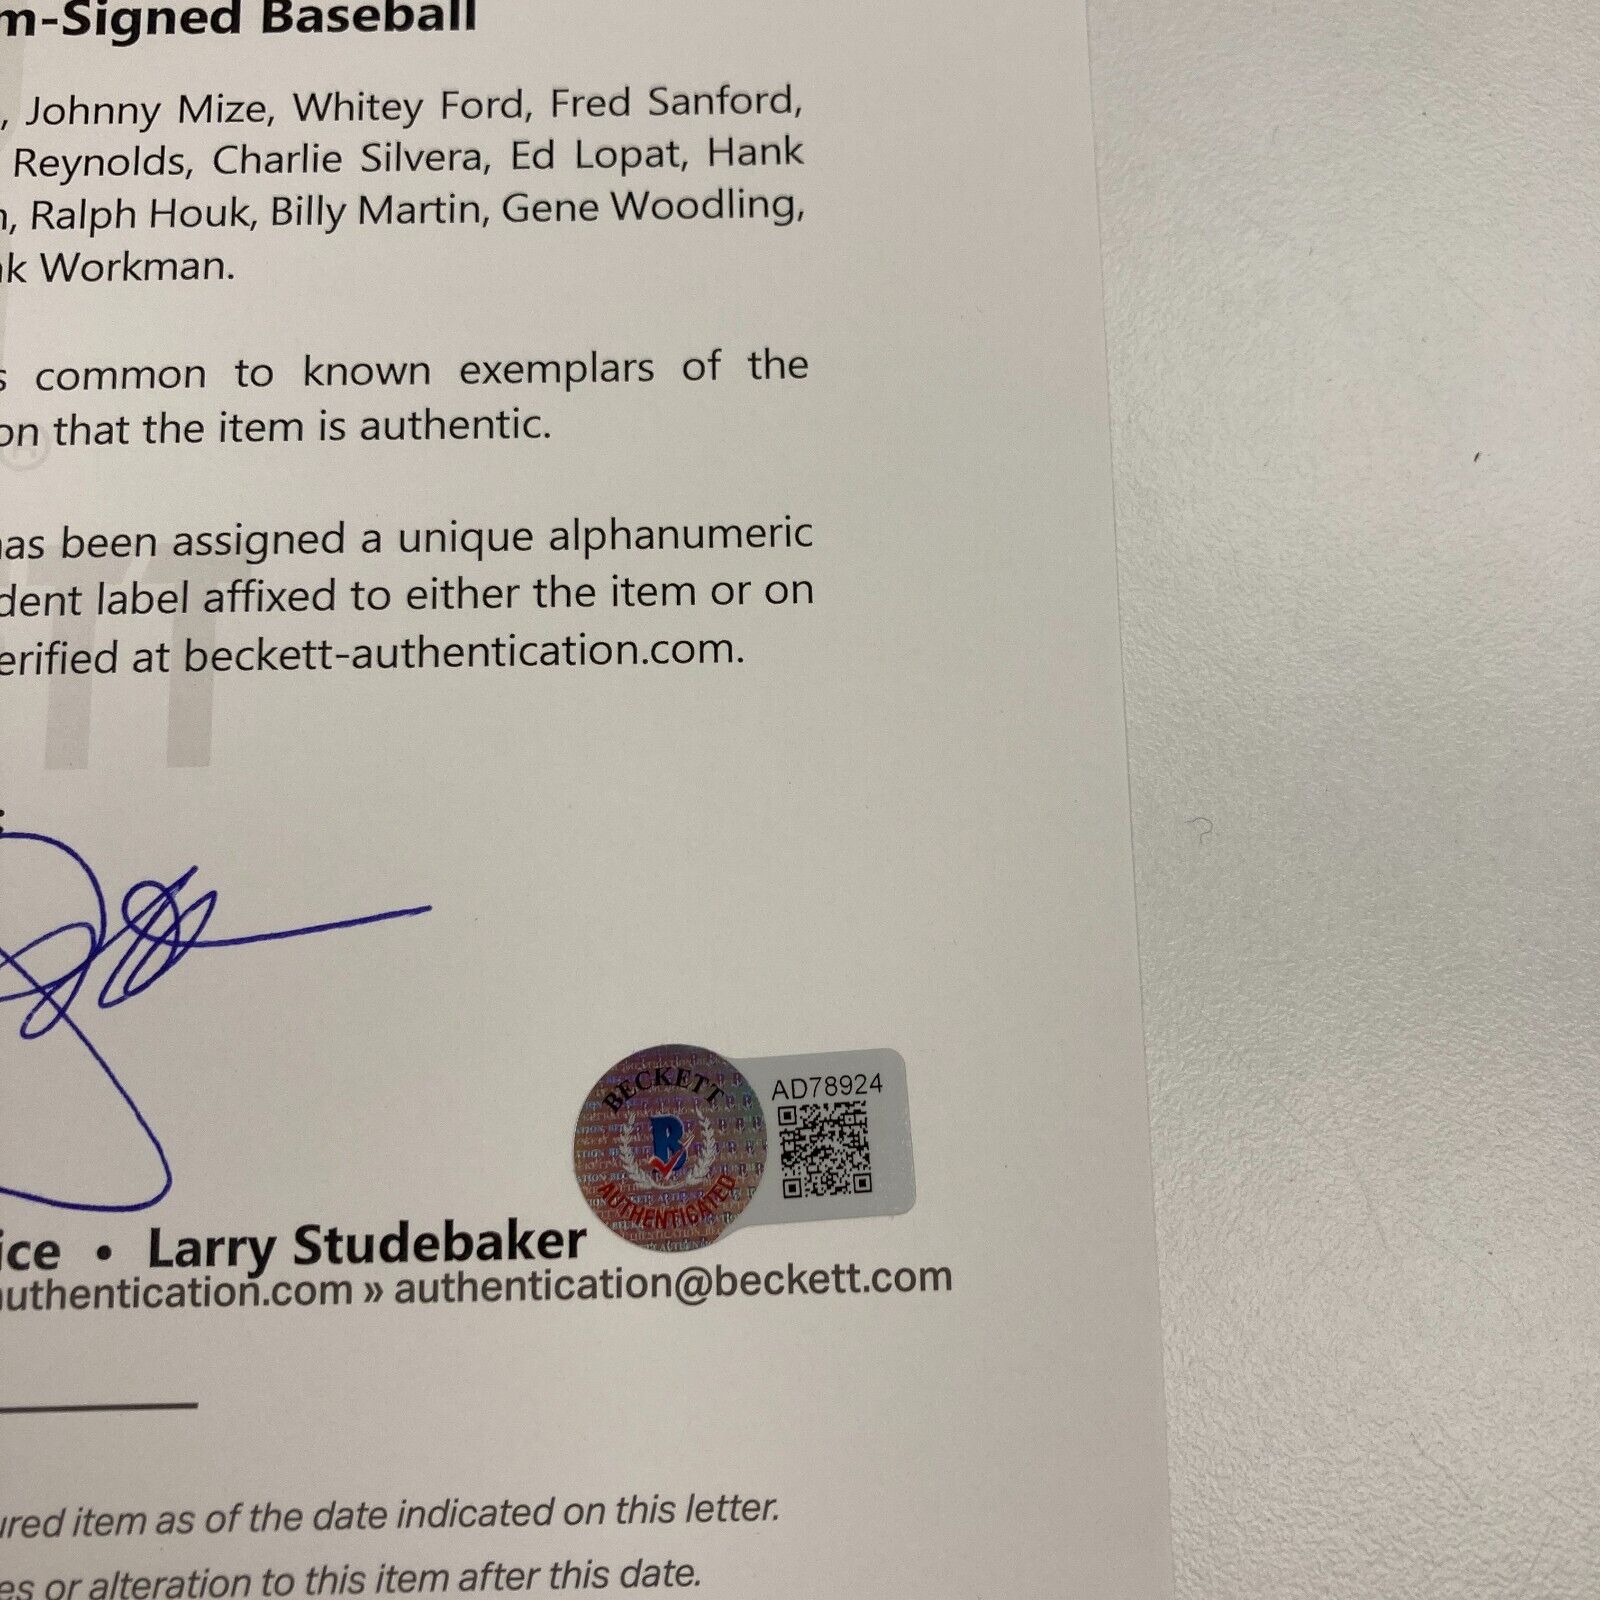 m-Signed Baseball
, Johnny Mize, Whitey Ford, Fred Sanford,
Reynolds, Charlie Silvera, Ed Lopat, Hank
, Ralph Houk, Billy Martin, Gene Woodling,
k Workman.
s common to known exemplars of the
on that the item is authentic.
has been assigned a unique alphanumeric
dent label affixed to either the item or on
erified at beckett-authentication.com.
BECKETT
B
AUTHENTICATED
AD78924
ice • Larry Studebaker
authentication.com » authentication@beckett.com
ured item as of the date indicated on this letter.
es or alteration to this item after this date.